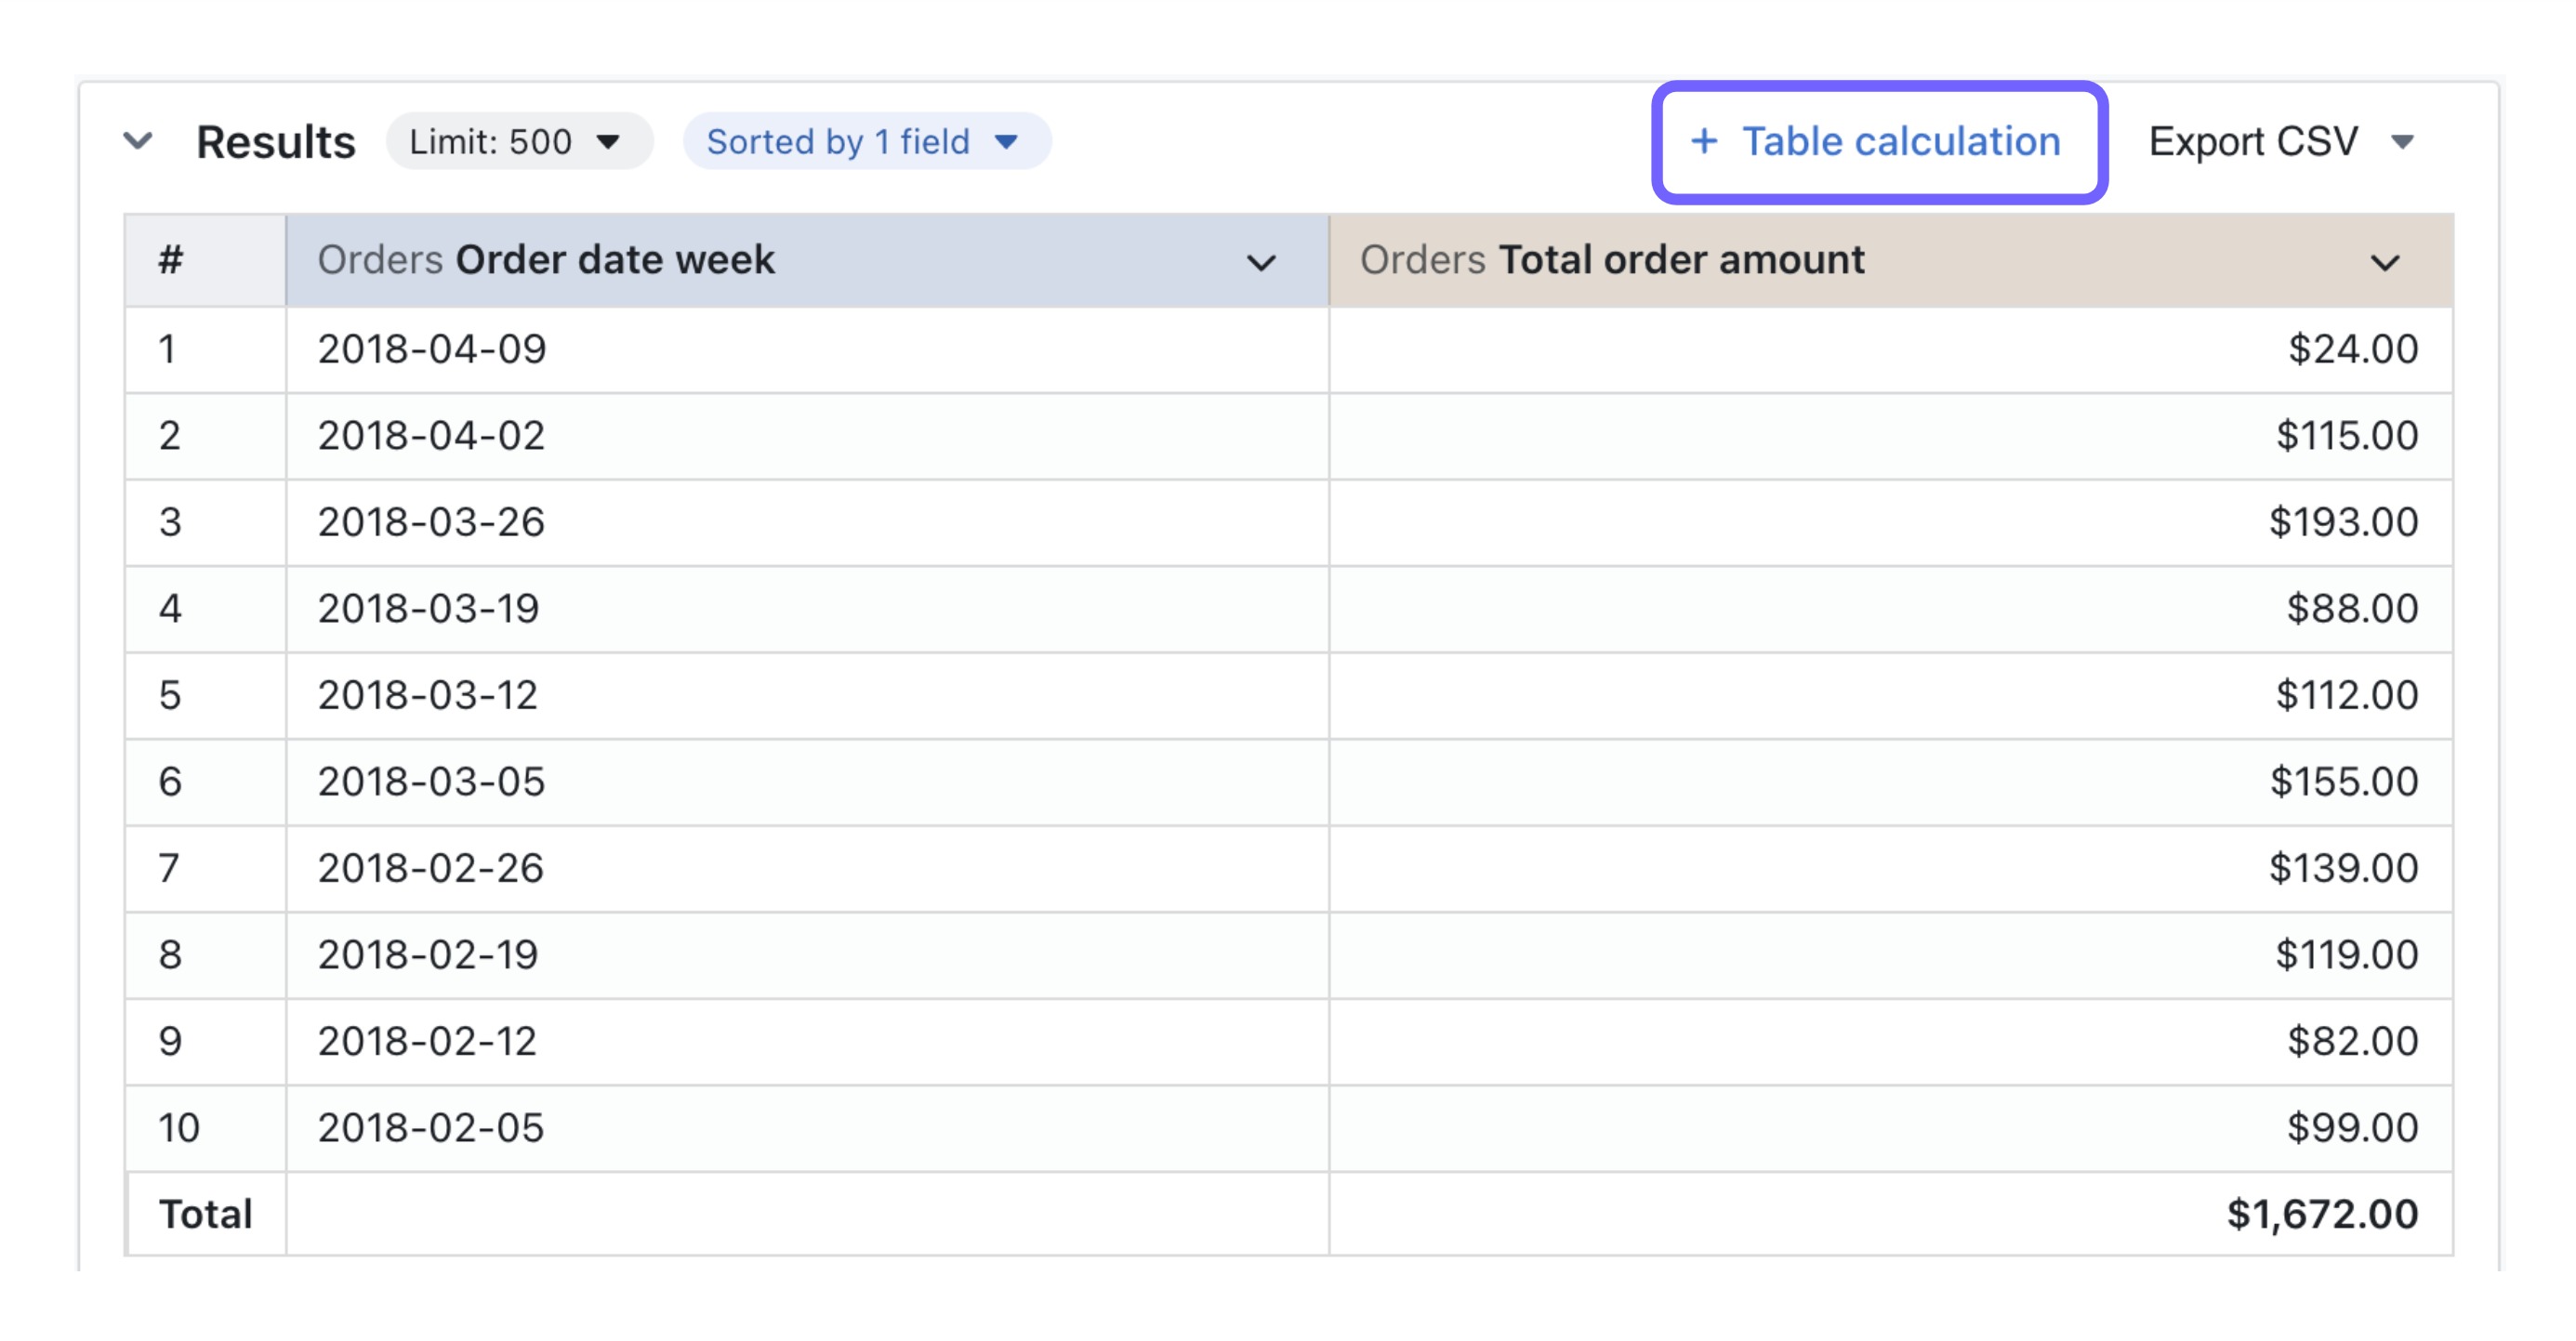 Results Limit: 500 Sorted by 1 field + Table calculation Export CSV
# Orders Order date week Orders Total order amount
1 2018-04-09 $24.00
2 2018-04-02 $115.00
3 2018-03-26 $193.00
4 2018-03-19 $88.00
5 2018-03-12 $112.00
6 2018-03-05 $155.00
7 2018-02-26 $139.00
8 2018-02-19 $119.00
9 2018-02-12 $82.00
10 2018-02-05 $99.00
Total $1,672.00